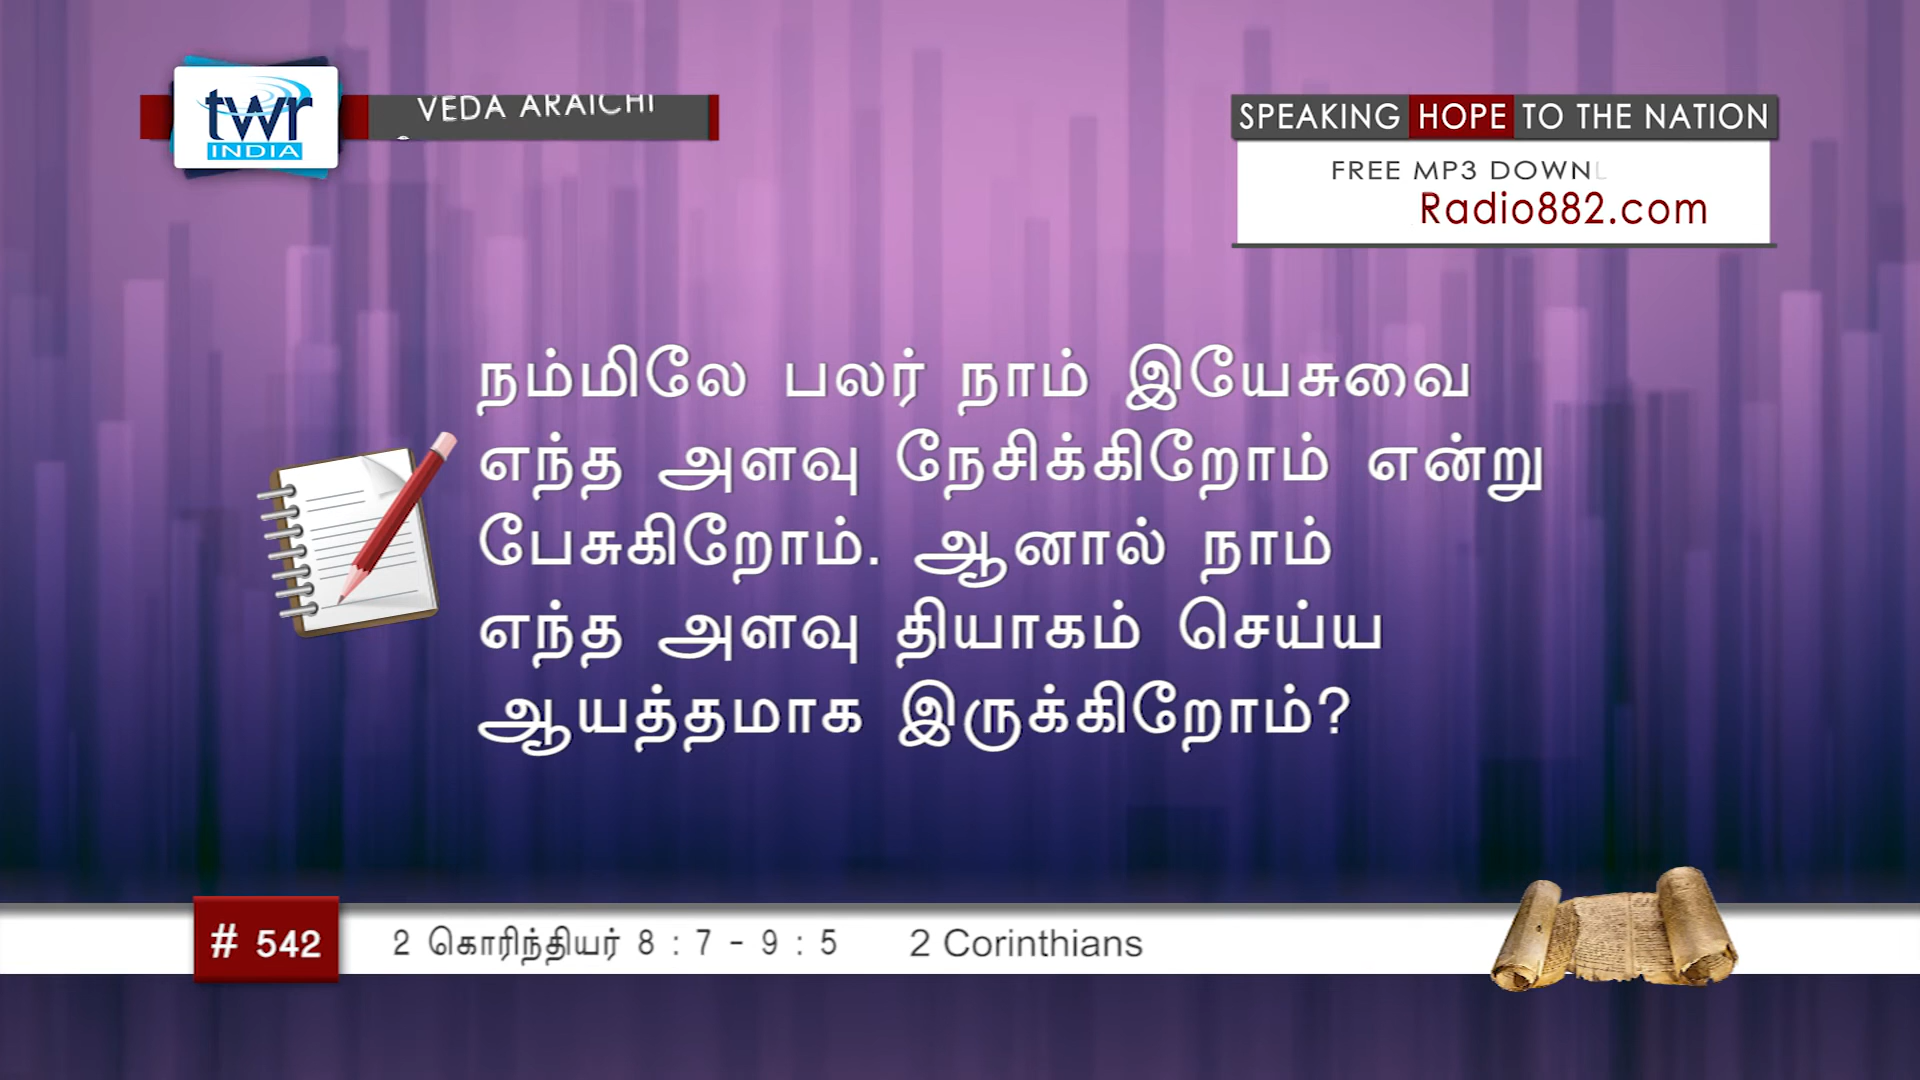 twr
INDIA
VEDA ARAICHI
SPEAKING HOPE TO THE NATION
FREE MP3 DOWNL
Radio882.com
நம்மிலே பலர் நாம் இயேசுவை
எந்த அளவு நேசிக்கிறோம் என்று
பேசுகிறோம். ஆனால் நாம்
எந்த அளவு தியாகம் செய்ய
ஆயத்தமாக இருக்கிறோம்?
# 542
2 கொரிந்தியர் 8 : 7 - 9 : 5 2 Corinthians